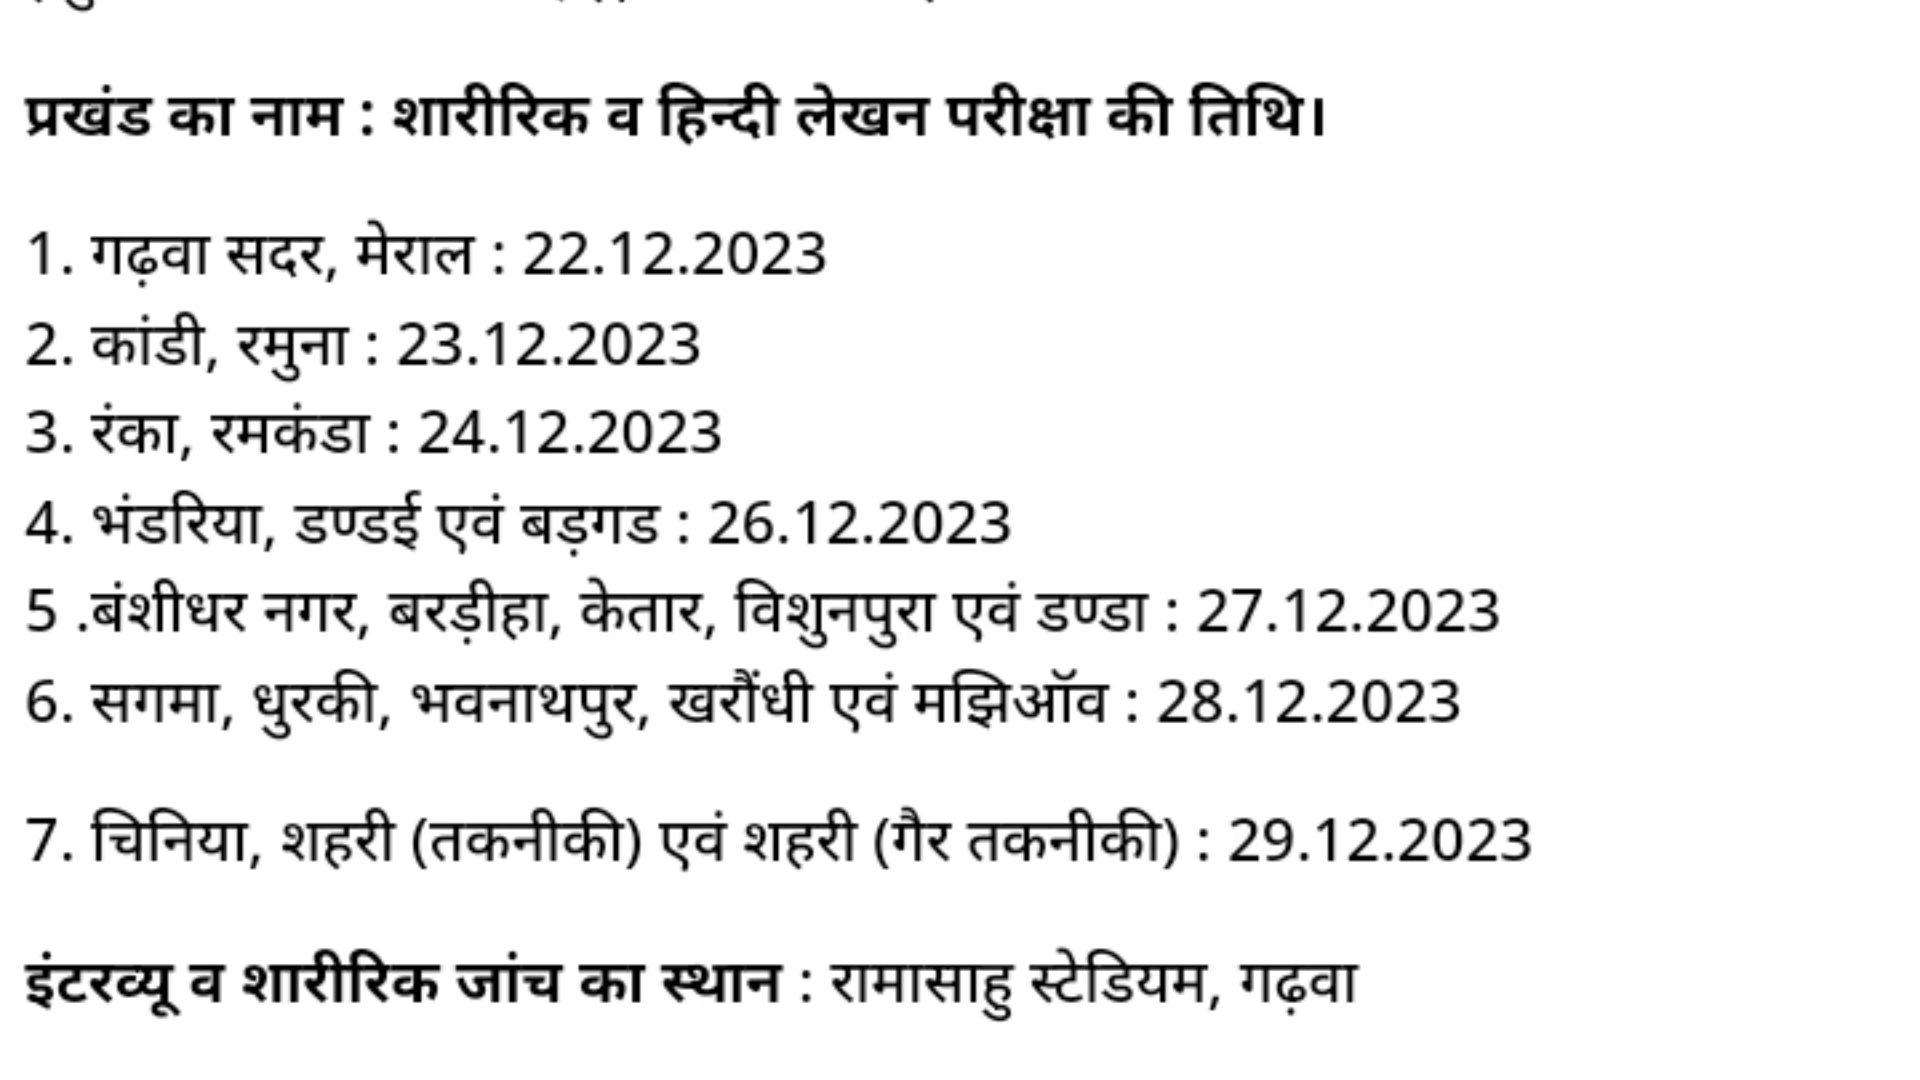 प्रखंड का नाम : शारीरिक व हिन्दी लेखन परीक्षा की तिथि।
1. गढ़वा सदर, मेराल : 22.12.2023
2. कांडी, रमुना : 23.12.2023
3. रंका, रमकंडा : 24.12.2023
4. भंडरिया, डण्डई एवं बड़गड : 26.12.2023
5 .बंशीधर नगर, बरड़ीहा, केतार, विशुनपुरा एवं डण्डा : 27.12.2023
6. सगमा, धुरकी, भवनाथपुर, खरौंधी एवं मझिऑव : 28.12.2023
7. चिनिया, शहरी (तकनीकी) एवं शहरी (गैर तकनीकी) : 29.12.2023
इंटरव्यू व शारीरिक जांच का स्थान : रामासाहु स्टेडियम, गढ़वा